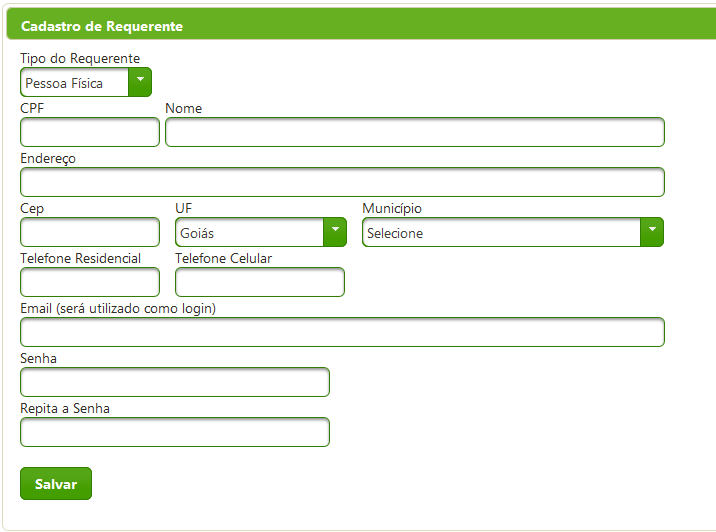 Cadastro de Requerente
Tipo do Requerente
Pessoa Física
CPF Nome
Endereço
Cep UF Município
Goiás Selecione
Telefone Residencial Telefone Celular
Email (será utilizado como login)
Senha
Repita a Senha
Salvar